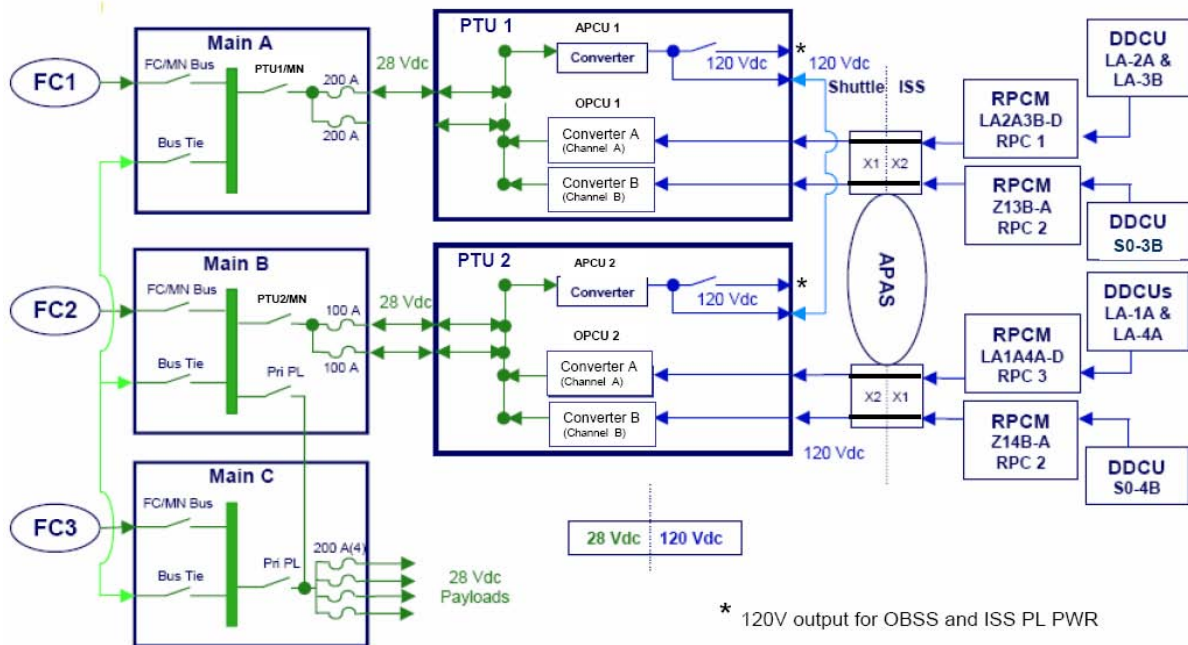 Main A
FC1
FC/MN Bus
PTU1/MN
200 A
200 A
Bus Tie
28 Vdc
PTU 1
APCU 1
Converter
120 Vdc
*
120 Vdc
OPCU 1
Converter A
(Channel A)
Converter B
(Channel B)
Shuttle
ISS
X1
X2
RPCM
LA2A3B-D
RPC 1
DDCU
LA-2A &
LA-3B
RPCM
Z13B-A
RPC 2
DDCU
S0-3B
APAS
Main B
FC2
FC/MN Bus
PTU2/MN
100 A
100 A
Bus Tie
Pri PL
28 Vdc
PTU 2
APCU 2
Converter
120 Vdc
*
OPCU 2
Converter A
(Channel A)
Converter B
(Channel B)
120 Vdc
X2
X1
RPCM
LA1A4A-D
RPC 3
DDCUs
LA-1A &
LA-4A
RPCM
Z14B-A
RPC 2
DDCU
S0-4B
Main C
FC3
FC/MN Bus
Bus Tie
Pri PL
200 A(4)
28 Vdc
Payloads
28 Vdc
120 Vdc
* 120V output for OBSS and ISS PL PWR